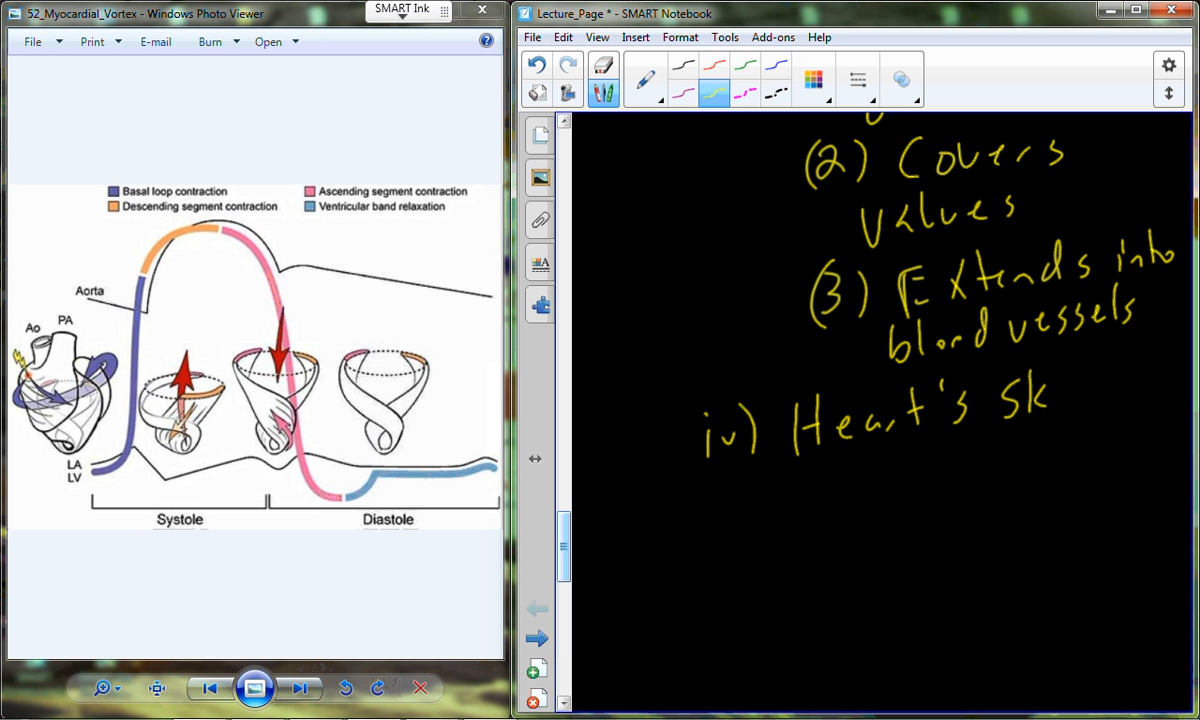 52_Myocardial_Vortex - Windows Photo Viewer
SMART Ink
File Print E-mail Burn Open
Basal loop contraction
Descending segment contraction
Ascending segment contraction
Ventricular band relaxation
Aorta
Ao PA
LA
LV
Systole
Diastole
Lecture_Page * - SMART Notebook
File Edit View Insert Format Tools Add-ons Help
(2) Covers
valves
(3) Extends into
blood vessels
iv) Heart's Sk